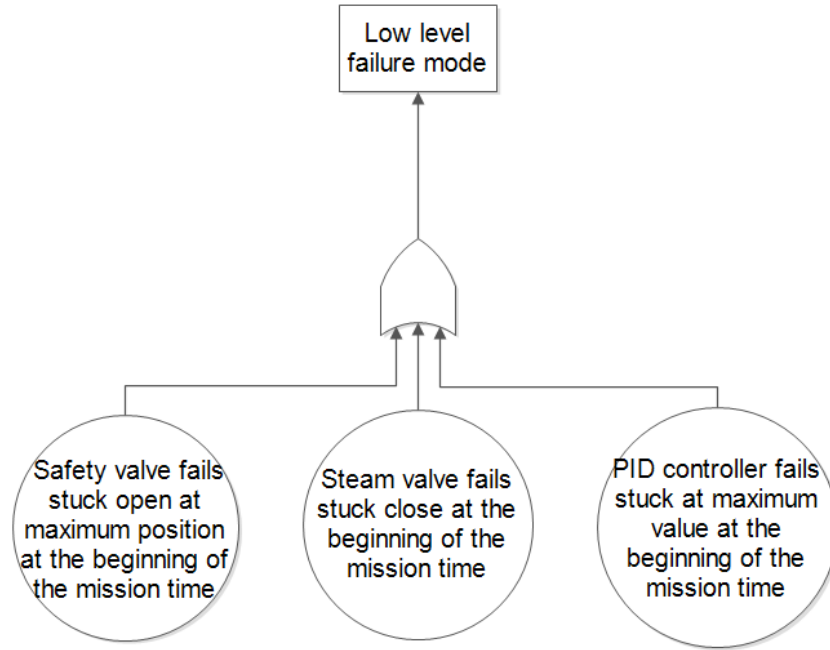 Low level
failure mode
Safety valve fails
stuck open at
maximum position
at the beginning of
the mission time
Steam valve fails
stuck close at the
beginning of the
mission time
PID controller fails
stuck at maximum
value at the
beginning of the
mission time